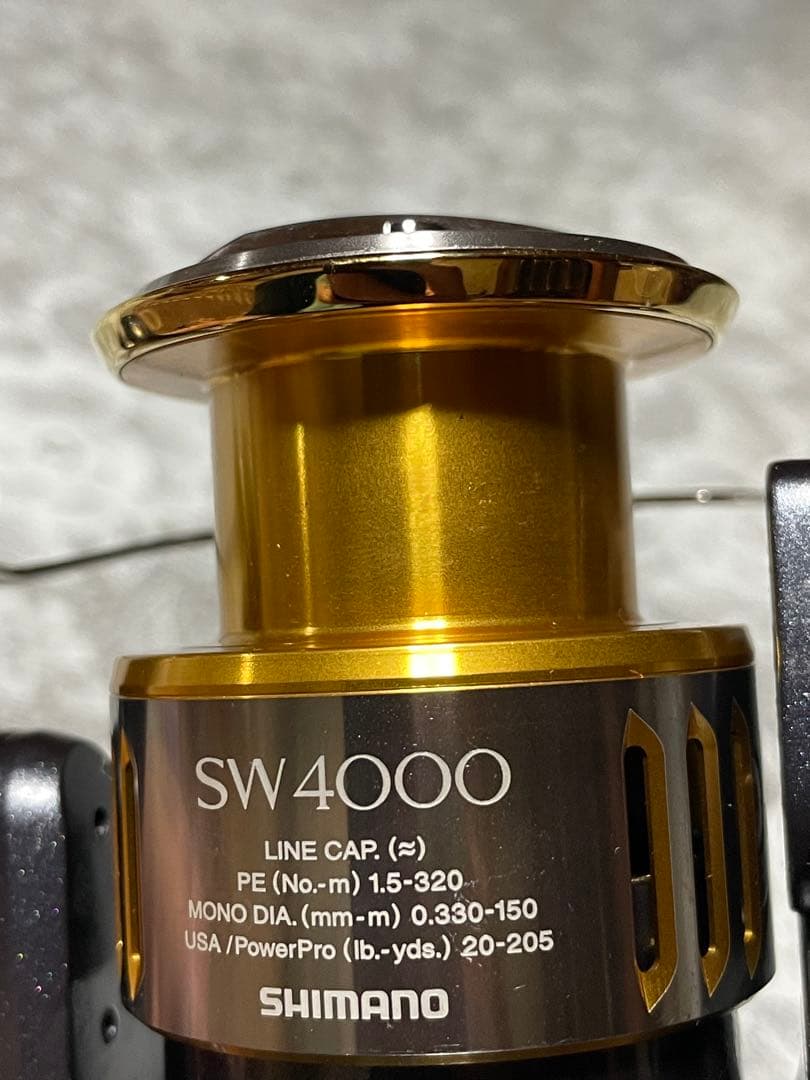 SW4000
LINE CAP. (≈)
PE (No.-m) 1.5-320
MONO DIA. (mm-m) 0.330-150
USA /PowerPro (lb.-yds.) 20-205
SHIMANO